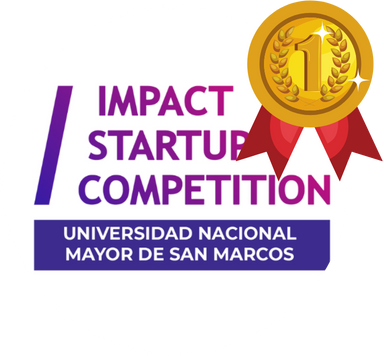 IMPACT
STARTUP
COMPETITION
UNIVERSIDAD NACIONAL
MAYOR DE SAN MARCOS
1